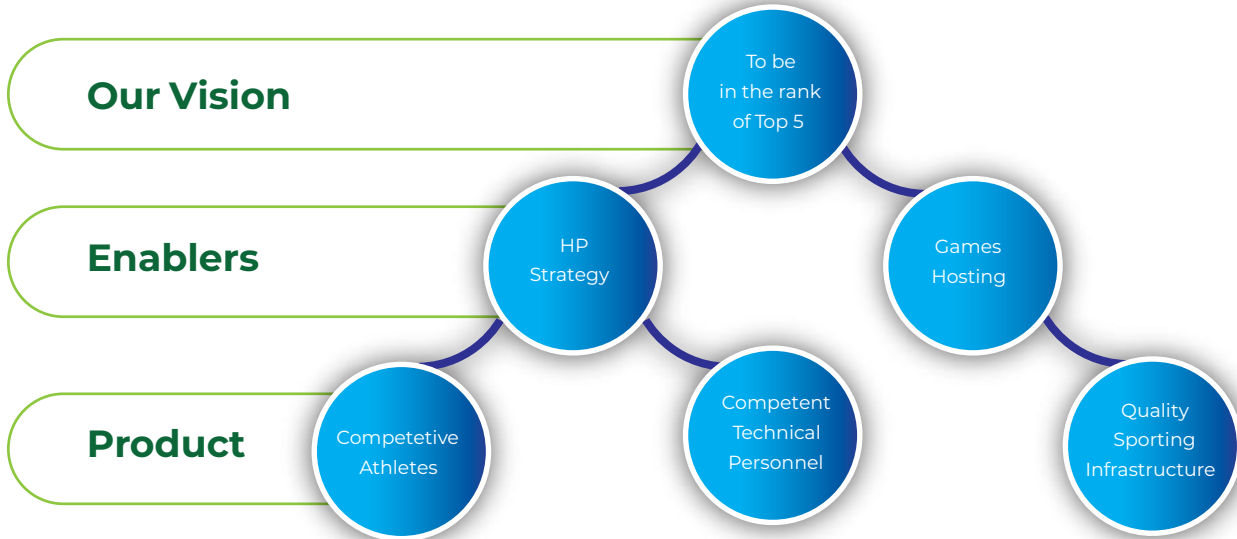 Our Vision
To be
in the rank
of Top 5
Enablers
HP
Strategy
Games
Hosting
Product
Competetive
Athletes
Competent
Technical
Personnel
Quality
Sporting
Infrastructure